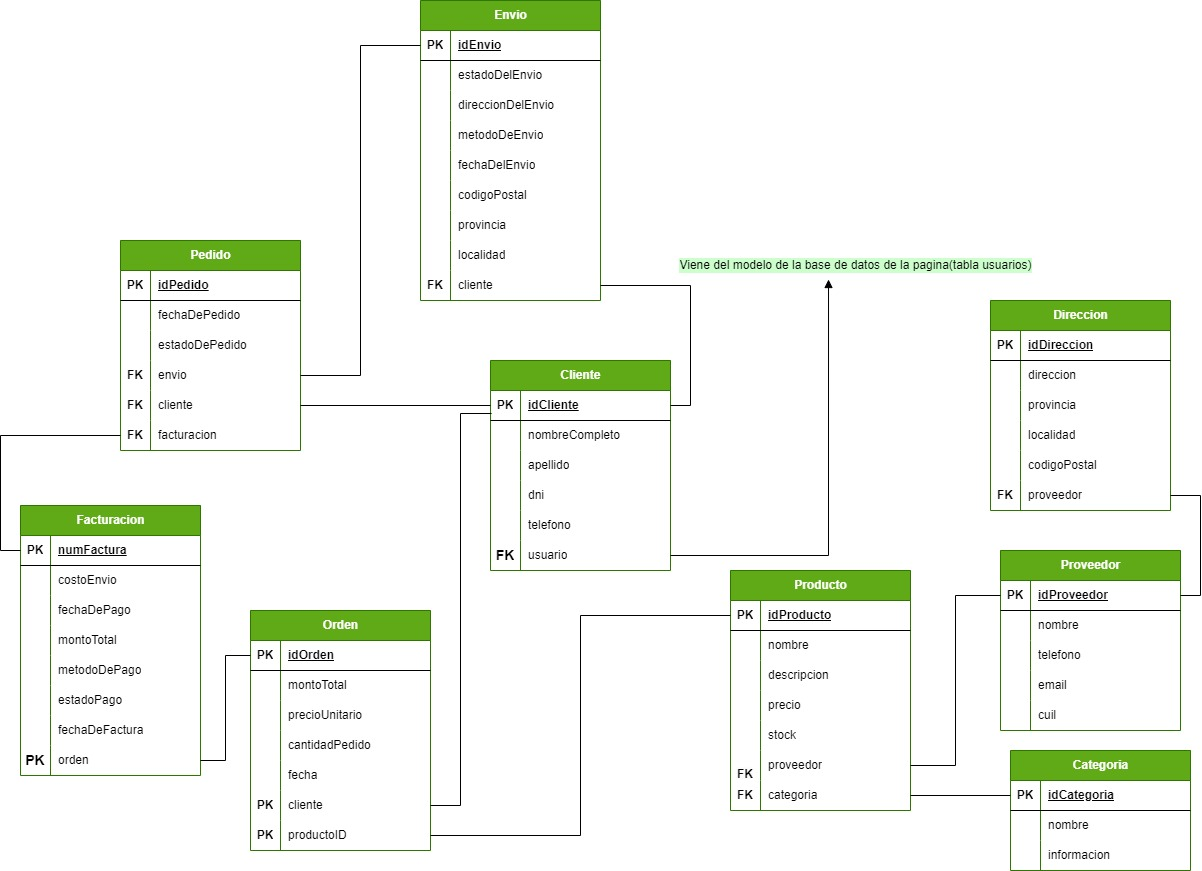 Envio
PK idEnvio
estadoDelEnvio
direccionDelEnvio
metodoDeEnvio
fechaDelEnvio
codigoPostal
provincia
localidad
FK cliente
Pedido
PK idPedido
fechaDePedido
estadoDePedido
FK envio
FK cliente
FK facturacion
Viene del modelo de la base de datos de la pagina(tabla usuarios)
Cliente
PK idCliente
nombreCompleto
apellido
dni
telefono
FK usuario
Direccion
PK idDireccion
direccion
provincia
localidad
codigoPostal
FK proveedor
Facturacion
PK numFactura
costoEnvio
fechaDePago
montoTotal
metodoDePago
estadoPago
fechaDeFactura
PK orden
Orden
PK idOrden
montoTotal
precioUnitario
cantidadPedido
fecha
PK cliente
PK productoID
Producto
PK idProducto
nombre
descripcion
precio
stock
FK proveedor
FK categoria
Proveedor
PK idProveedor
nombre
telefono
email
cuil
Categoria
PK idCategoria
nombre
informacion